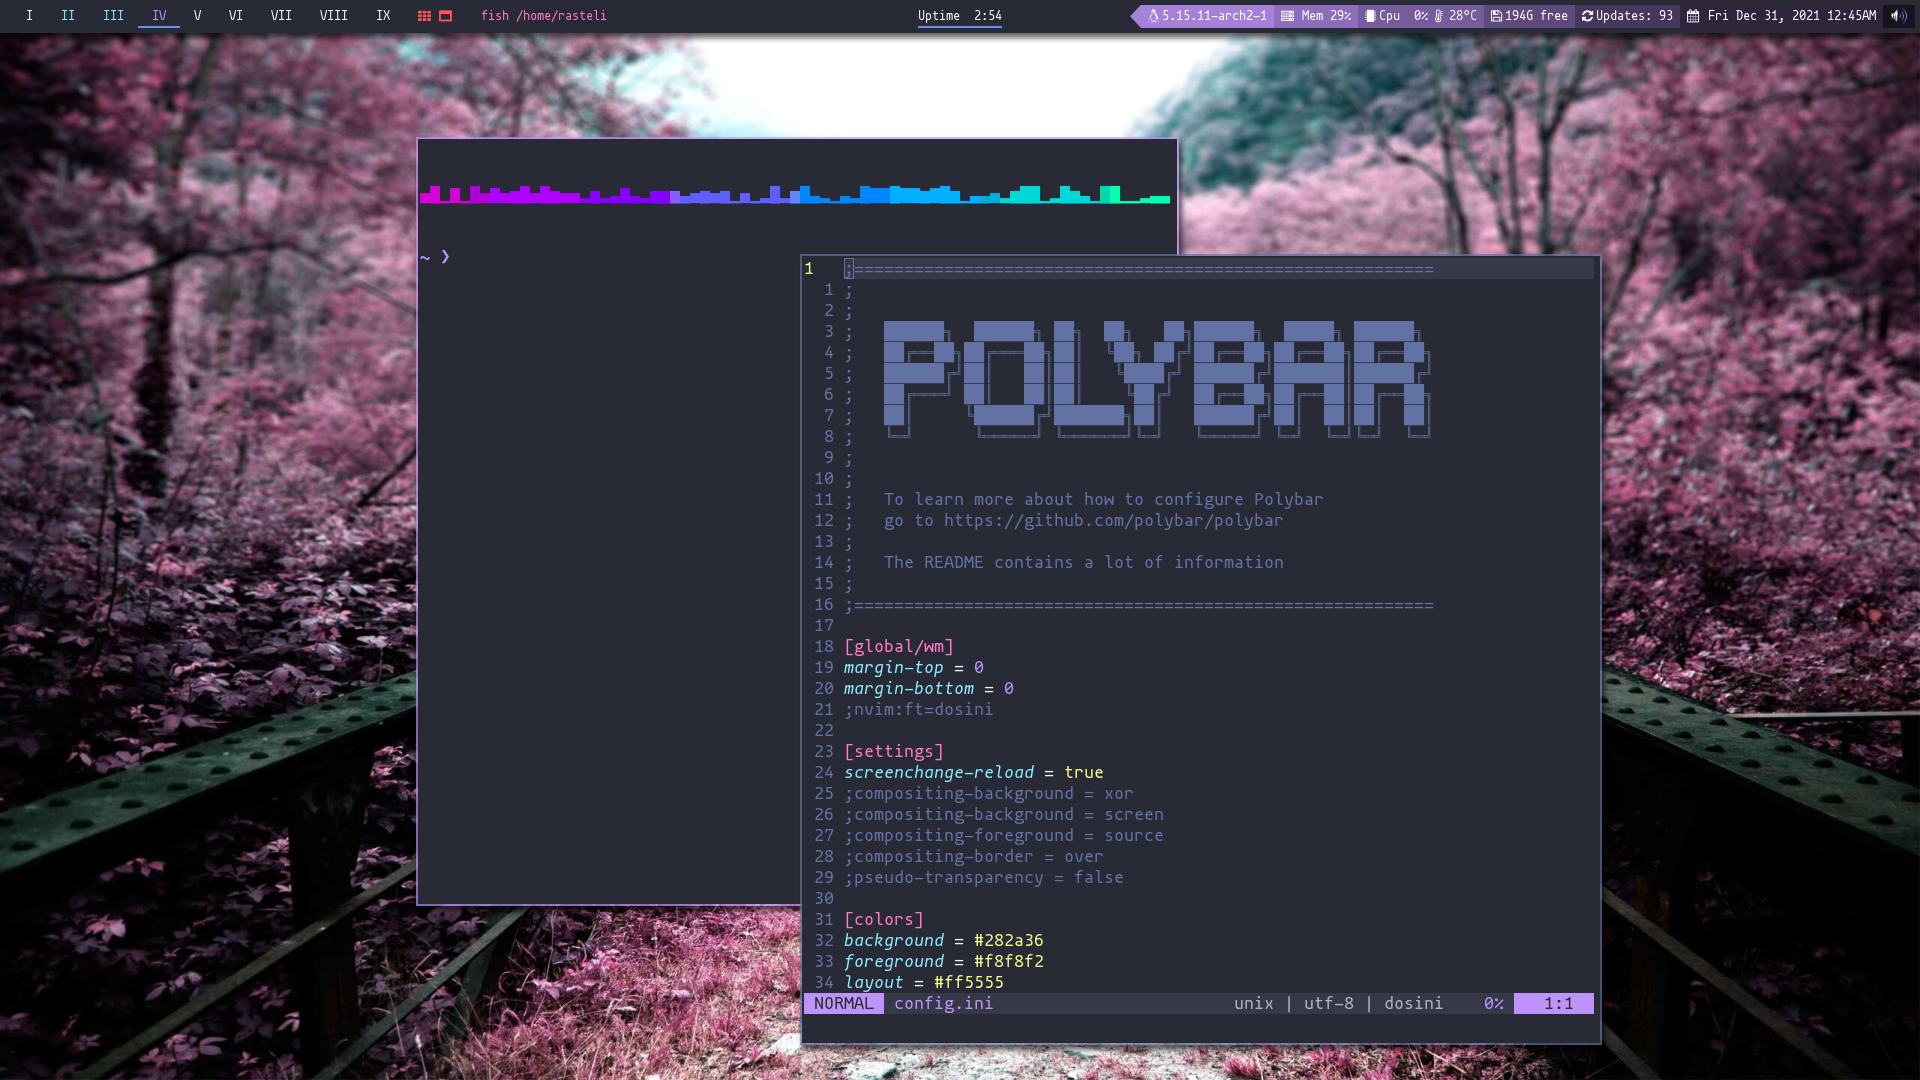 I II III IV V VI VII VIII IX fish /home/rasteli Uptime 2:54 5.15.11-arch2-1 Mem 29% Cpu 0% 28°C 194G free Updates: 93 Fri Dec 31, 2021 12:45AM
~ ❯
1 ;==========================================================
1 ;
2 ;
3 ;
4 ;
5 ; POLYBAR
6 ;
7 ;
8 ;
9 ;
10 ;
11 ; To learn more about how to configure Polybar
12 ; go to https://github.com/polybar/polybar
13 ;
14 ; The README contains a lot of information
15 ;
16 ;==========================================================
17
18 [global/wm]
19 margin-top = 0
20 margin-bottom = 0
21 ;nvim:ft=dosini
22
23 [settings]
24 screenchange-reload = true
25 ;compositing-background = xor
26 ;compositing-background = screen
27 ;compositing-foreground = source
28 ;compositing-border = over
29 ;pseudo-transparency = false
30
31 [colors]
32 background = #282a36
33 foreground = #f8f8f2
34 layout = #ff5555
NORMAL config.ini unix | utf-8 | dosini 0% 1:1